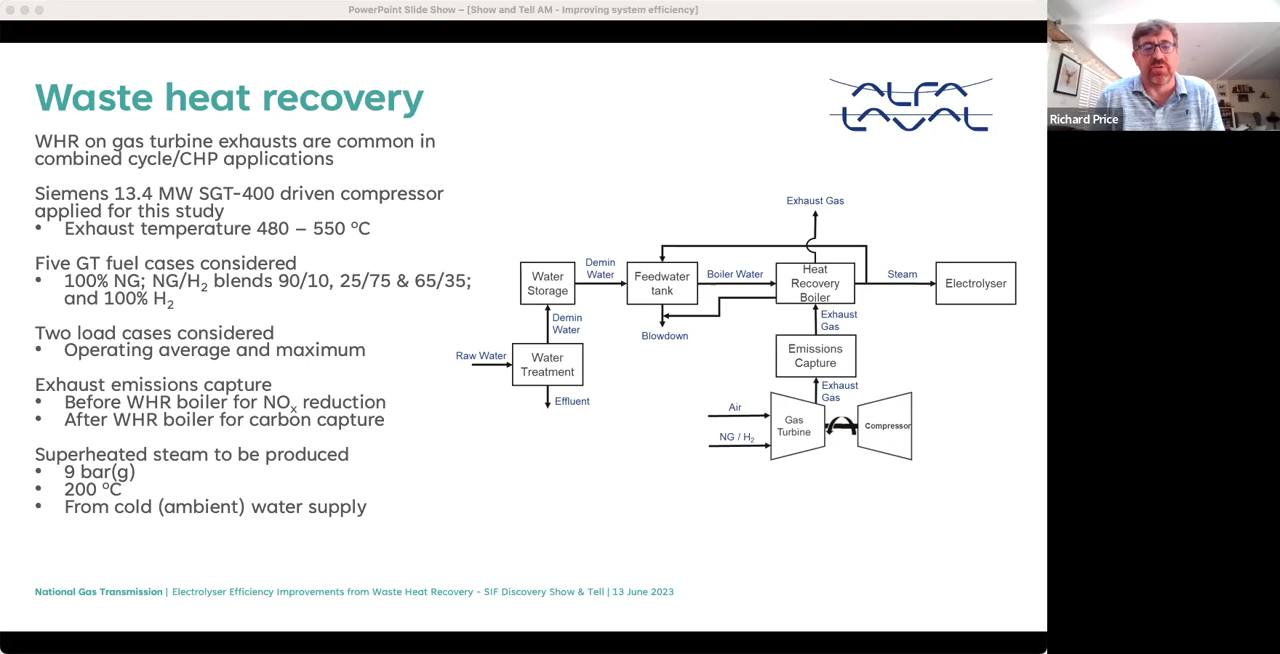 PowerPoint Slide Show – [Show and Tell AM - Improving system efficiency]
Waste heat recovery
ALFA
LAVAL
Richard Price
WHR on gas turbine exhausts are common in
combined cycle/CHP applications
Siemens 13.4 MW SGT-400 driven compressor
applied for this study
• Exhaust temperature 480 – 550 ºC
Five GT fuel cases considered
• 100% NG; NG/H₂ blends 90/10, 25/75 & 65/35;
and 100% H₂
Two load cases considered
• Operating average and maximum
Exhaust emissions capture
• Before WHR boiler for NOₓ reduction
• After WHR boiler for carbon capture
Superheated steam to be produced
• 9 bar(g)
• 200 ºC
• From cold (ambient) water supply
Exhaust Gas
Water
Storage
Demin
Water
Feedwater
tank
Boiler Water
Heat
Recovery
Boiler
Steam
Electrolyser
Demin
Water
Blowdown
Exhaust
Gas
Raw Water
Water
Treatment
Emissions
Capture
Effluent
Exhaust
Gas
Air
NG / H₂
Gas
Turbine
Compressor
National Gas Transmission | Electrolyser Efficiency Improvements from Waste Heat Recovery - SIF Discovery Show & Tell | 13 June 2023